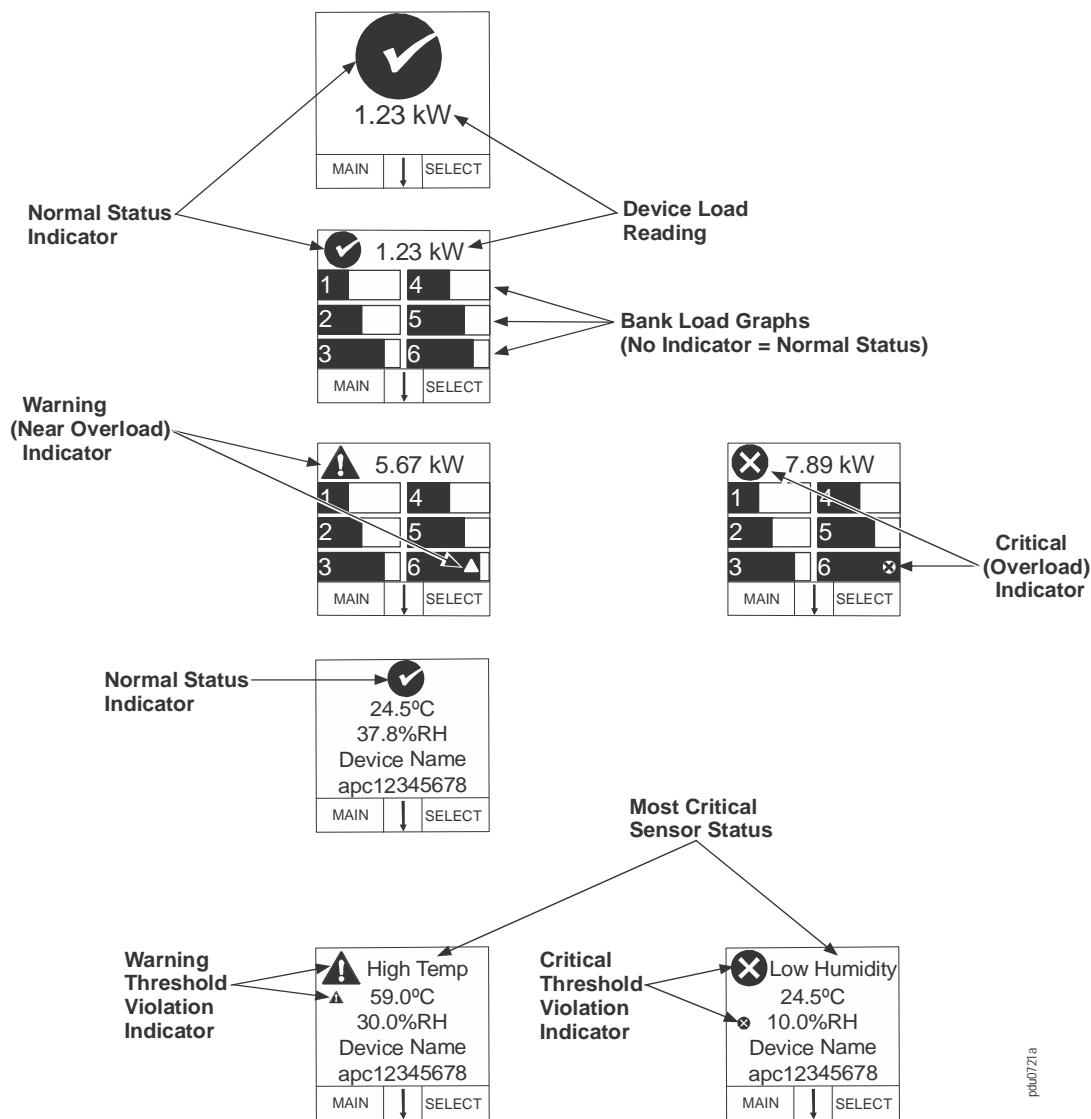 1.23 kW
MAIN SELECT
Normal Status
Indicator
Device Load
Reading
1.23 kW
1 4
2 5
3 6
MAIN SELECT
Bank Load Graphs
(No Indicator = Normal Status)
Warning
(Near Overload)
Indicator
5.67 kW
1 4
2 5
3 6
MAIN SELECT
7.89 kW
1 4
2 5
3 6
MAIN SELECT
Critical
(Overload)
Indicator
Normal Status
Indicator
24.5ºC
37.8%RH
Device Name
apc12345678
MAIN SELECT
Most Critical
Sensor Status
Warning
Threshold
Violation
Indicator
High Temp
59.0ºC
30.0%RH
Device Name
apc12345678
MAIN SELECT
Critical
Threshold
Violation
Indicator
Low Humidity
24.5ºC
10.0%RH
Device Name
apc12345678
MAIN SELECT
pdu0721a